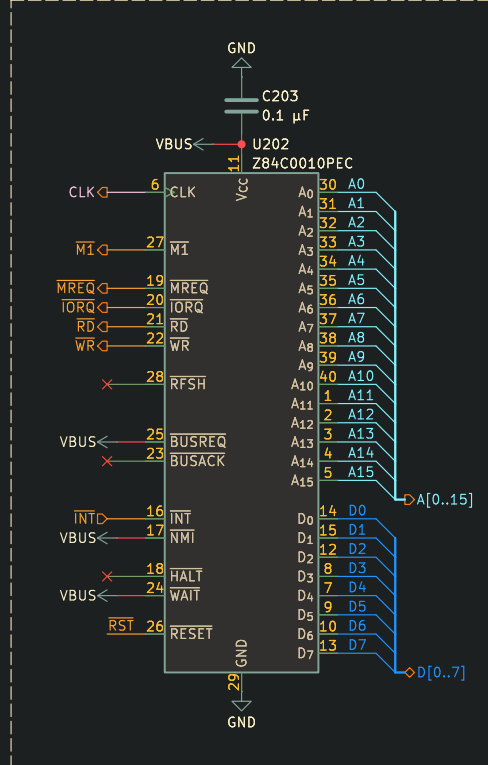 GND
C203
0.1 µF
VBUS
U202
Z84C0010PEC
11
Vcc
CLK 6 CLK
M1 27 M1
MREQ 19 MREQ
IORQ 20 IORQ
RD 21 RD
WR 22 WR
28 RFSH
VBUS 25 BUSREQ
23 BUSACK
INT 16 INT
VBUS 17 NMI
18 HALT
VBUS 24 WAIT
RST 26 RESET
A0 30 A0
A1 31 A1
A2 32 A2
A3 33 A3
A4 34 A4
A5 35 A5
A6 36 A6
A7 37 A7
A8 38 A8
A9 39 A9
A10 40 A10
A11 1 A11
A12 2 A12
A13 3 A13
A14 4 A14
A15 5 A15
A[0..15]
D0 14 D0
D1 15 D1
D2 12 D2
D3 8 D3
D4 7 D4
D5 9 D5
D6 10 D6
D7 13 D7
D[0..7]
GND
29
GND